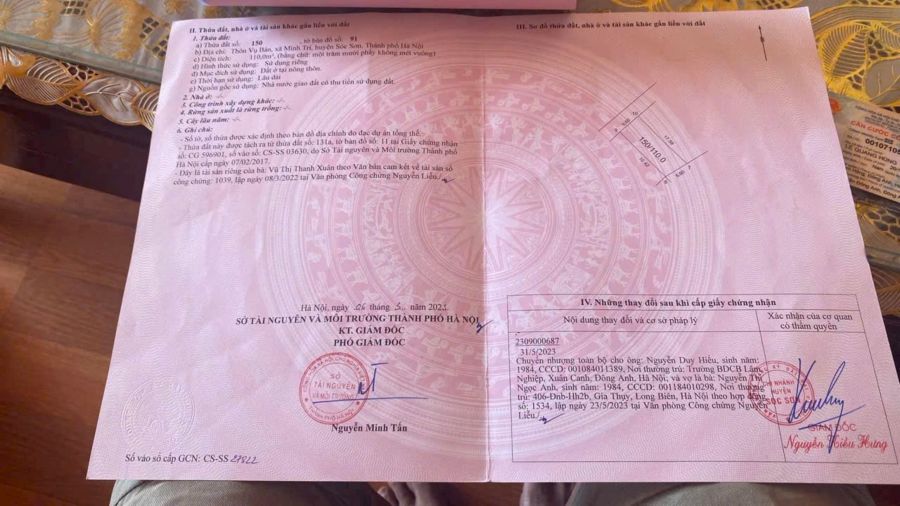 II. Thửa đất, nhà ở và tài sản khác gắn liền với đất
1. Thửa đất:
a) Thửa đất số: 150 , tờ bản đồ số: 91
b) Địa chỉ: Thôn Vụ Bản, xã Minh Trí, huyện Sóc Sơn, Thành phố Hà Nội
c) Diện tích: 110,0m², (bằng chữ: một trăm mười phẩy không mét vuông)
d) Hình thức sử dụng: Sử dụng riêng
đ) Mục đích sử dụng: Đất ở tại nông thôn.
e) Thời hạn sử dụng: Lâu dài
g) Nguồn gốc sử dụng: Nhà nước giao đất có thu tiền sử dụng đất.
2. Nhà ở: -/-
3. Công trình xây dựng khác: -/-
4. Rừng sản xuất là rừng trồng: -/-
5. Cây lâu năm: -/-
6. Ghi chú:
- Số tờ, số thửa được xác định theo bản đồ địa chính đo đạc dự án tổng thể.
- Thửa đất này được tách ra từ thửa đất số: 131a, tờ bản đồ số: 11 tại Giấy chứng nhận
số: CG 596901, số vào sổ: CS-SS 03630, do Sở Tài nguyên và Môi trường Thành phố
Hà Nội cấp ngày 07/02/2017.
- Đây là tài sản riêng của bà: Vũ Thị Thanh Xuân theo Văn bản cam kết về tài sản số
công chứng: 1039, lập ngày 08/3/2022 tại Văn phòng Công chứng Nguyễn Liễu./.
Hà Nội, ngày 06 tháng 5 năm
SỞ TÀI NGUYÊN VÀ MÔI TRƯỜNG THÀNH PHỐ HÀ NỘI
KT. GIÁM ĐỐC
PHÓ GIÁM ĐỐC
SỞ
TÀI NGUYÊN
VÀ MÔI TRƯỜNG
Nguyễn Minh Tấn
Số vào sổ cấp GCN: CS-SS
III. Sơ đồ thửa đất, nhà ở và tài sản khác gắn liền với đất
150/110.0
IV. Những thay đổi sau khi cấp giấy chứng nhận
Nội dung thay đổi và cơ sở pháp lý
Xác nhận của cơ quan
có thẩm quyền
2309000687
31/5/2023
Chuyển nhượng toàn bộ cho ông: Nguyễn Duy Hiếu, sinh năm:
1984, CCCD: 001084011389, Nơi thường trú: Trường BDCB Lâm
Nghiệp, Xuân Canh, Đông Anh, Hà Nội; và vợ là bà: Nguyễn Thị
Ngọc Anh, sinh năm: 1984, CCCD: 001184010298, Nơi thường
trú: 406-Dnb-Hh2b, Gia Thụy, Long Biên, Hà Nội theo hợp đồng
số: 1534, lập ngày 23/5/2023 tại Văn phòng Công chứng Nguyễn
Liễu./.
CHI NHÁNH
HUYỆN
SÓC SƠN
GIÁM ĐỐC
Nguyễn Hiếu Hưng
CĂN CƯỚC